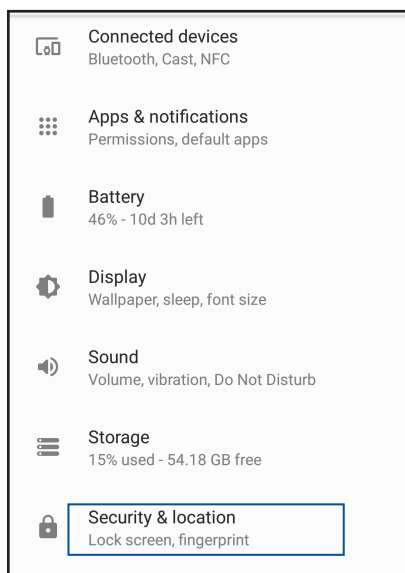 Connected devices
Bluetooth, Cast, NFC
Apps & notifications
Permissions, default apps
Battery
46% - 10d 3h left
Display
Wallpaper, sleep, font size
Sound
Volume, vibration, Do Not Disturb
Storage
15% used - 54.18 GB free
Security & location
Lock screen, fingerprint